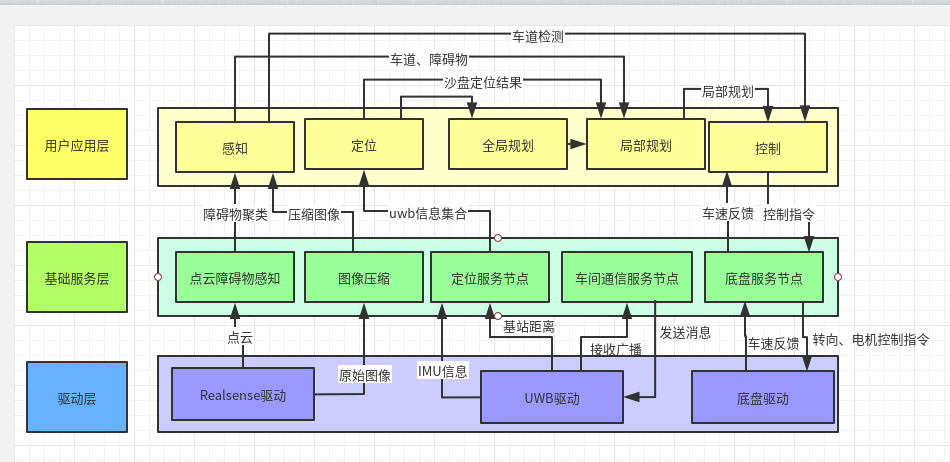 车道检测
车道、障碍物
沙盘定位结果
局部规划
用户应用层
感知
定位
全局规划
局部规划
控制
障碍物聚类
压缩图像
uwb信息集合
车速反馈
控制指令
基础服务层
点云障碍物感知
图像压缩
定位服务节点
车间通信服务节点
底盘服务节点
点云
基站距离
发送消息
车速反馈
转向、电机控制指令
原始图像
IMU信息
接收广播
驱动层
Realsense驱动
UWB驱动
底盘驱动